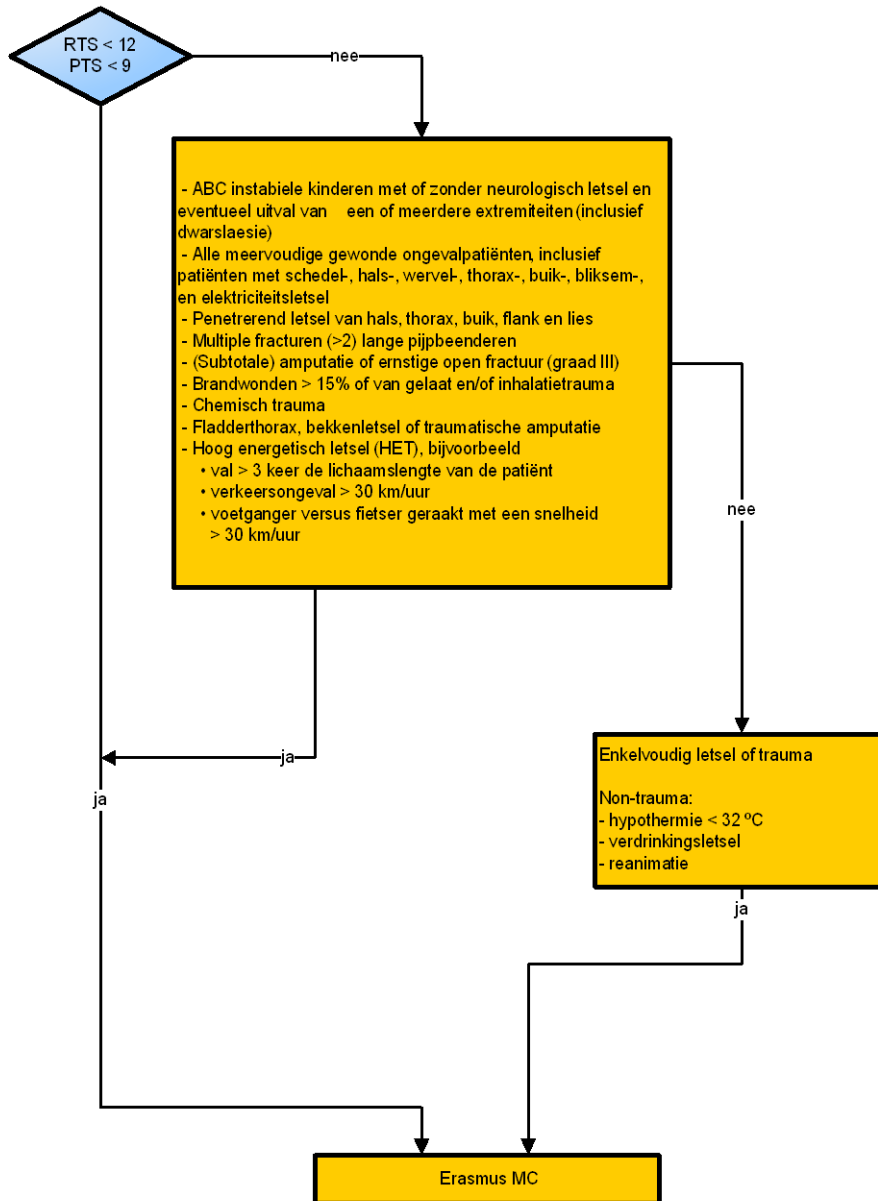 RTS < 12
PTS < 9
nee
- ABC instabiele kinderen met of zonder neurologisch letsel en
eventueel uitval van een of meerdere extremiteiten (inclusief
dwarslaesie)
- Alle meervoudige gewonde ongevalpatiënten, inclusief
patiënten met schedel-, hals-, wervel-, thorax-, buik-, bliksem-,
en elektriciteitsletsel
- Penetrerend letsel van hals, thorax, buik, flank en lies
- Multiple fracturen (>2) lange pijpbeenderen
- (Subtotale) amputatie of ernstige open fractuur (graad III)
- Brandwonden > 15% of van gelaat en/of inhalatietrauma
- Chemisch trauma
- Fladderthorax, bekkenletsel of traumatische amputatie
- Hoog energetisch letsel (HET), bijvoorbeeld
• val > 3 keer de lichaamslengte van de patiënt
• verkeersongeval > 30 km/uur
• voetganger versus fietser geraakt met een snelheid
> 30 km/uur
nee
ja
ja
Enkelvoudig letsel of trauma
Non-trauma:
- hypothermie < 32 ºC
- verdrinkingsletsel
- reanimatie
ja
Erasmus MC